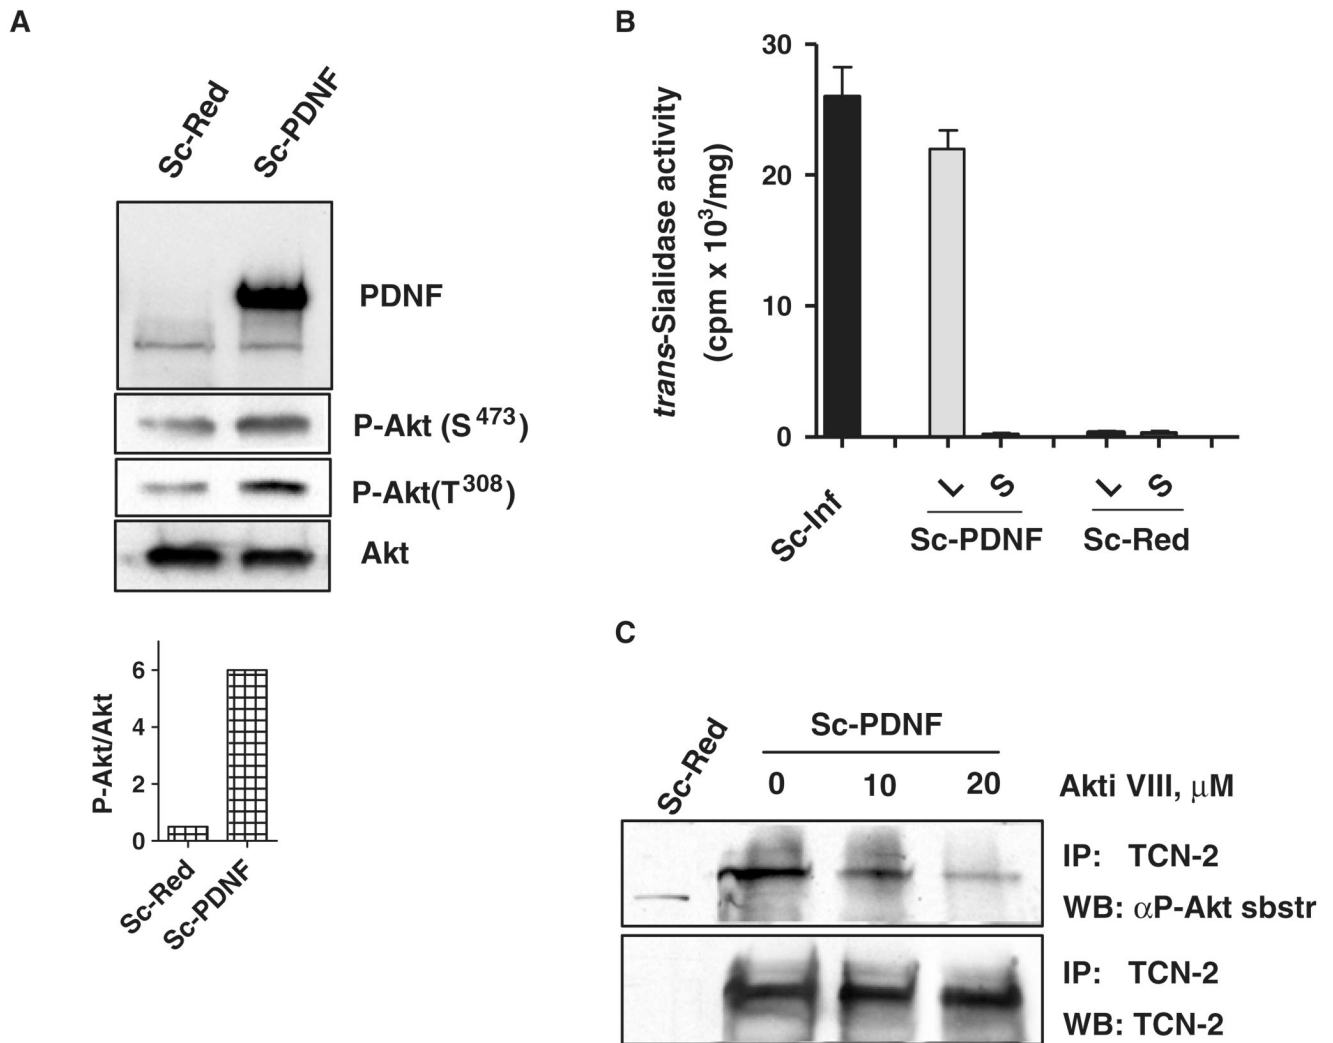 A
Sc-Red
Sc-PDNF
PDNF
P-Akt (S473)
P-Akt(T308)
Akt
6
4
2
0
P-Akt/Akt
Sc-Red
Sc-PDNF
B
30
20
10
0
trans-Sialidase activity
(cpm x 10³/mg)
Sc-Inf
L
S
L
S
Sc-PDNF
Sc-Red
C
Sc-Red
Sc-PDNF
0 10 20 Akti VIII, μM
IP: TCN-2
WB: αP-Akt sbstr
IP: TCN-2
WB: TCN-2